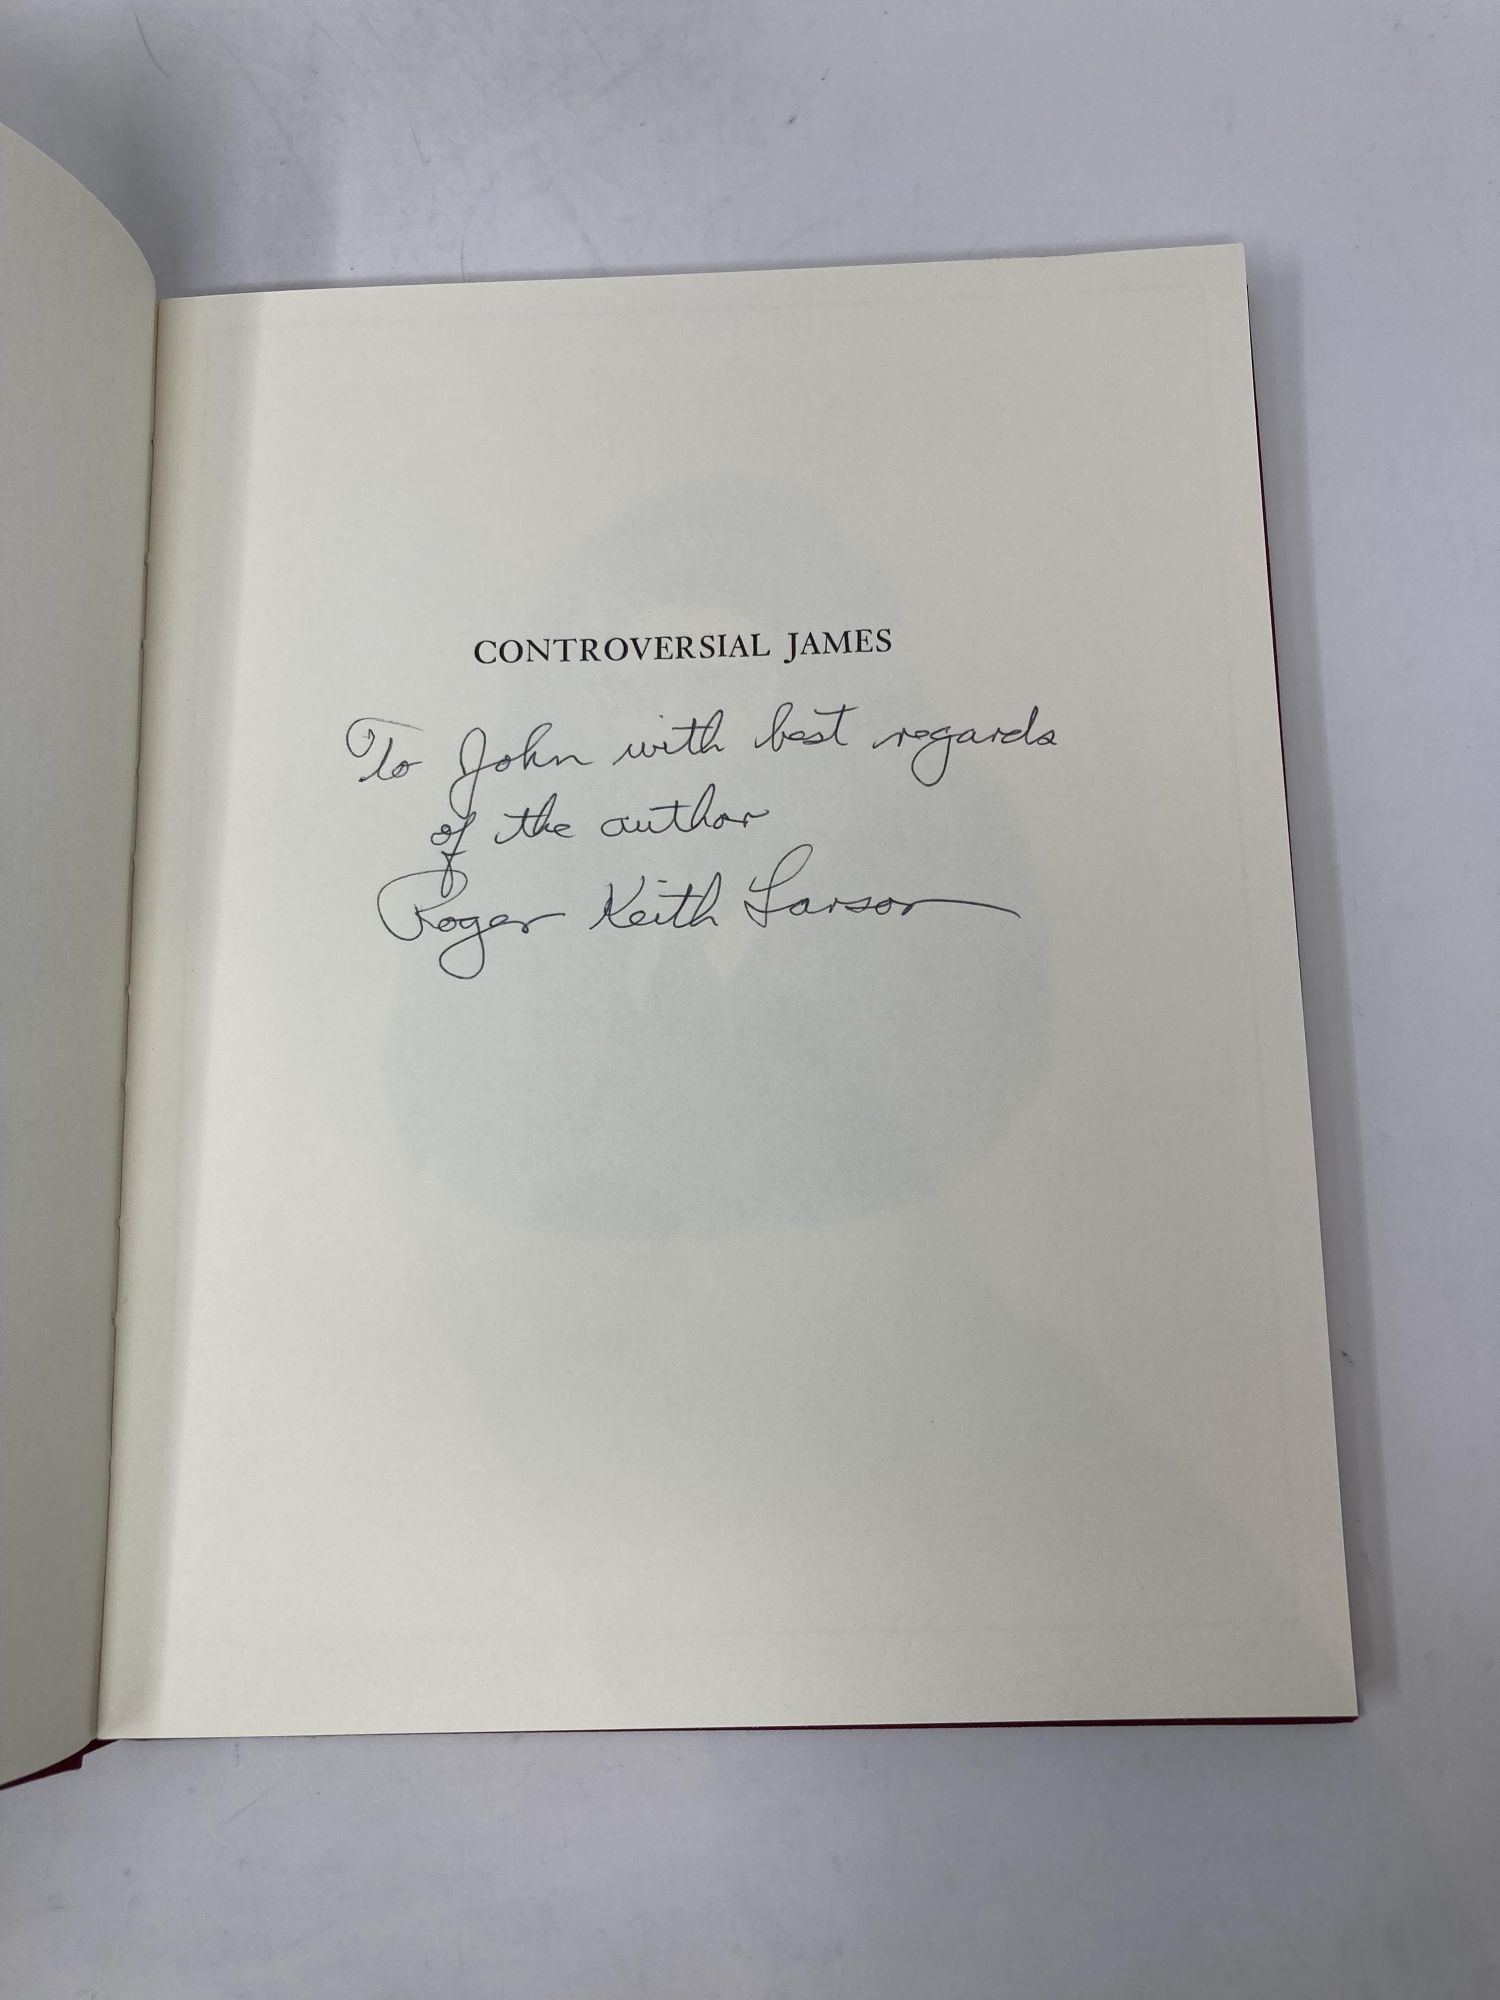 CONTROVERSIAL JAMES
To John with best regards
of the author
Roger Keith Larson